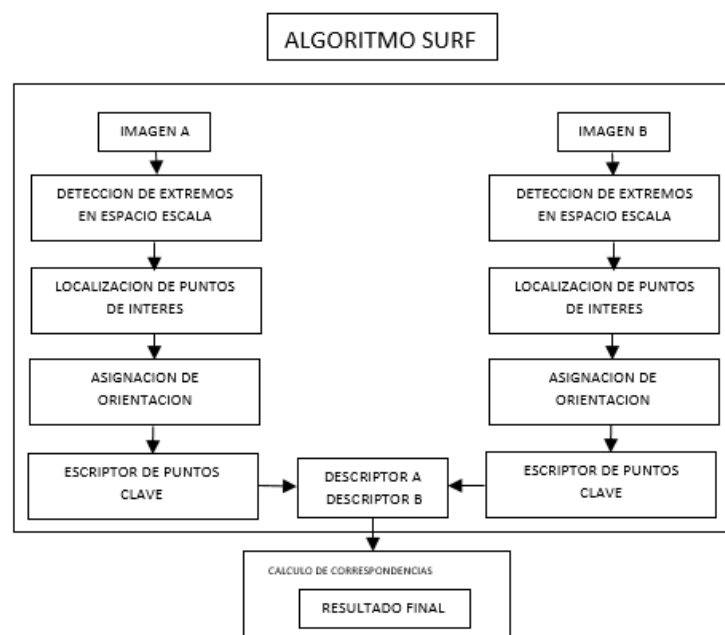 ALGORITMO SURF
IMAGEN A
DETECCION DE EXTREMOS
EN ESPACIO ESCALA
LOCALIZACION DE PUNTOS
DE INTERES
ASIGNACION DE
ORIENTACION
ESCRIPTOR DE PUNTOS
CLAVE
IMAGEN B
DETECCION DE EXTREMOS
EN ESPACIO ESCALA
LOCALIZACION DE PUNTOS
DE INTERES
ASIGNACION DE
ORIENTACION
ESCRIPTOR DE PUNTOS
CLAVE
DESCRIPTOR A
DESCRIPTOR B
CALCULO DE CORRESPONDENCIAS
RESULTADO FINAL